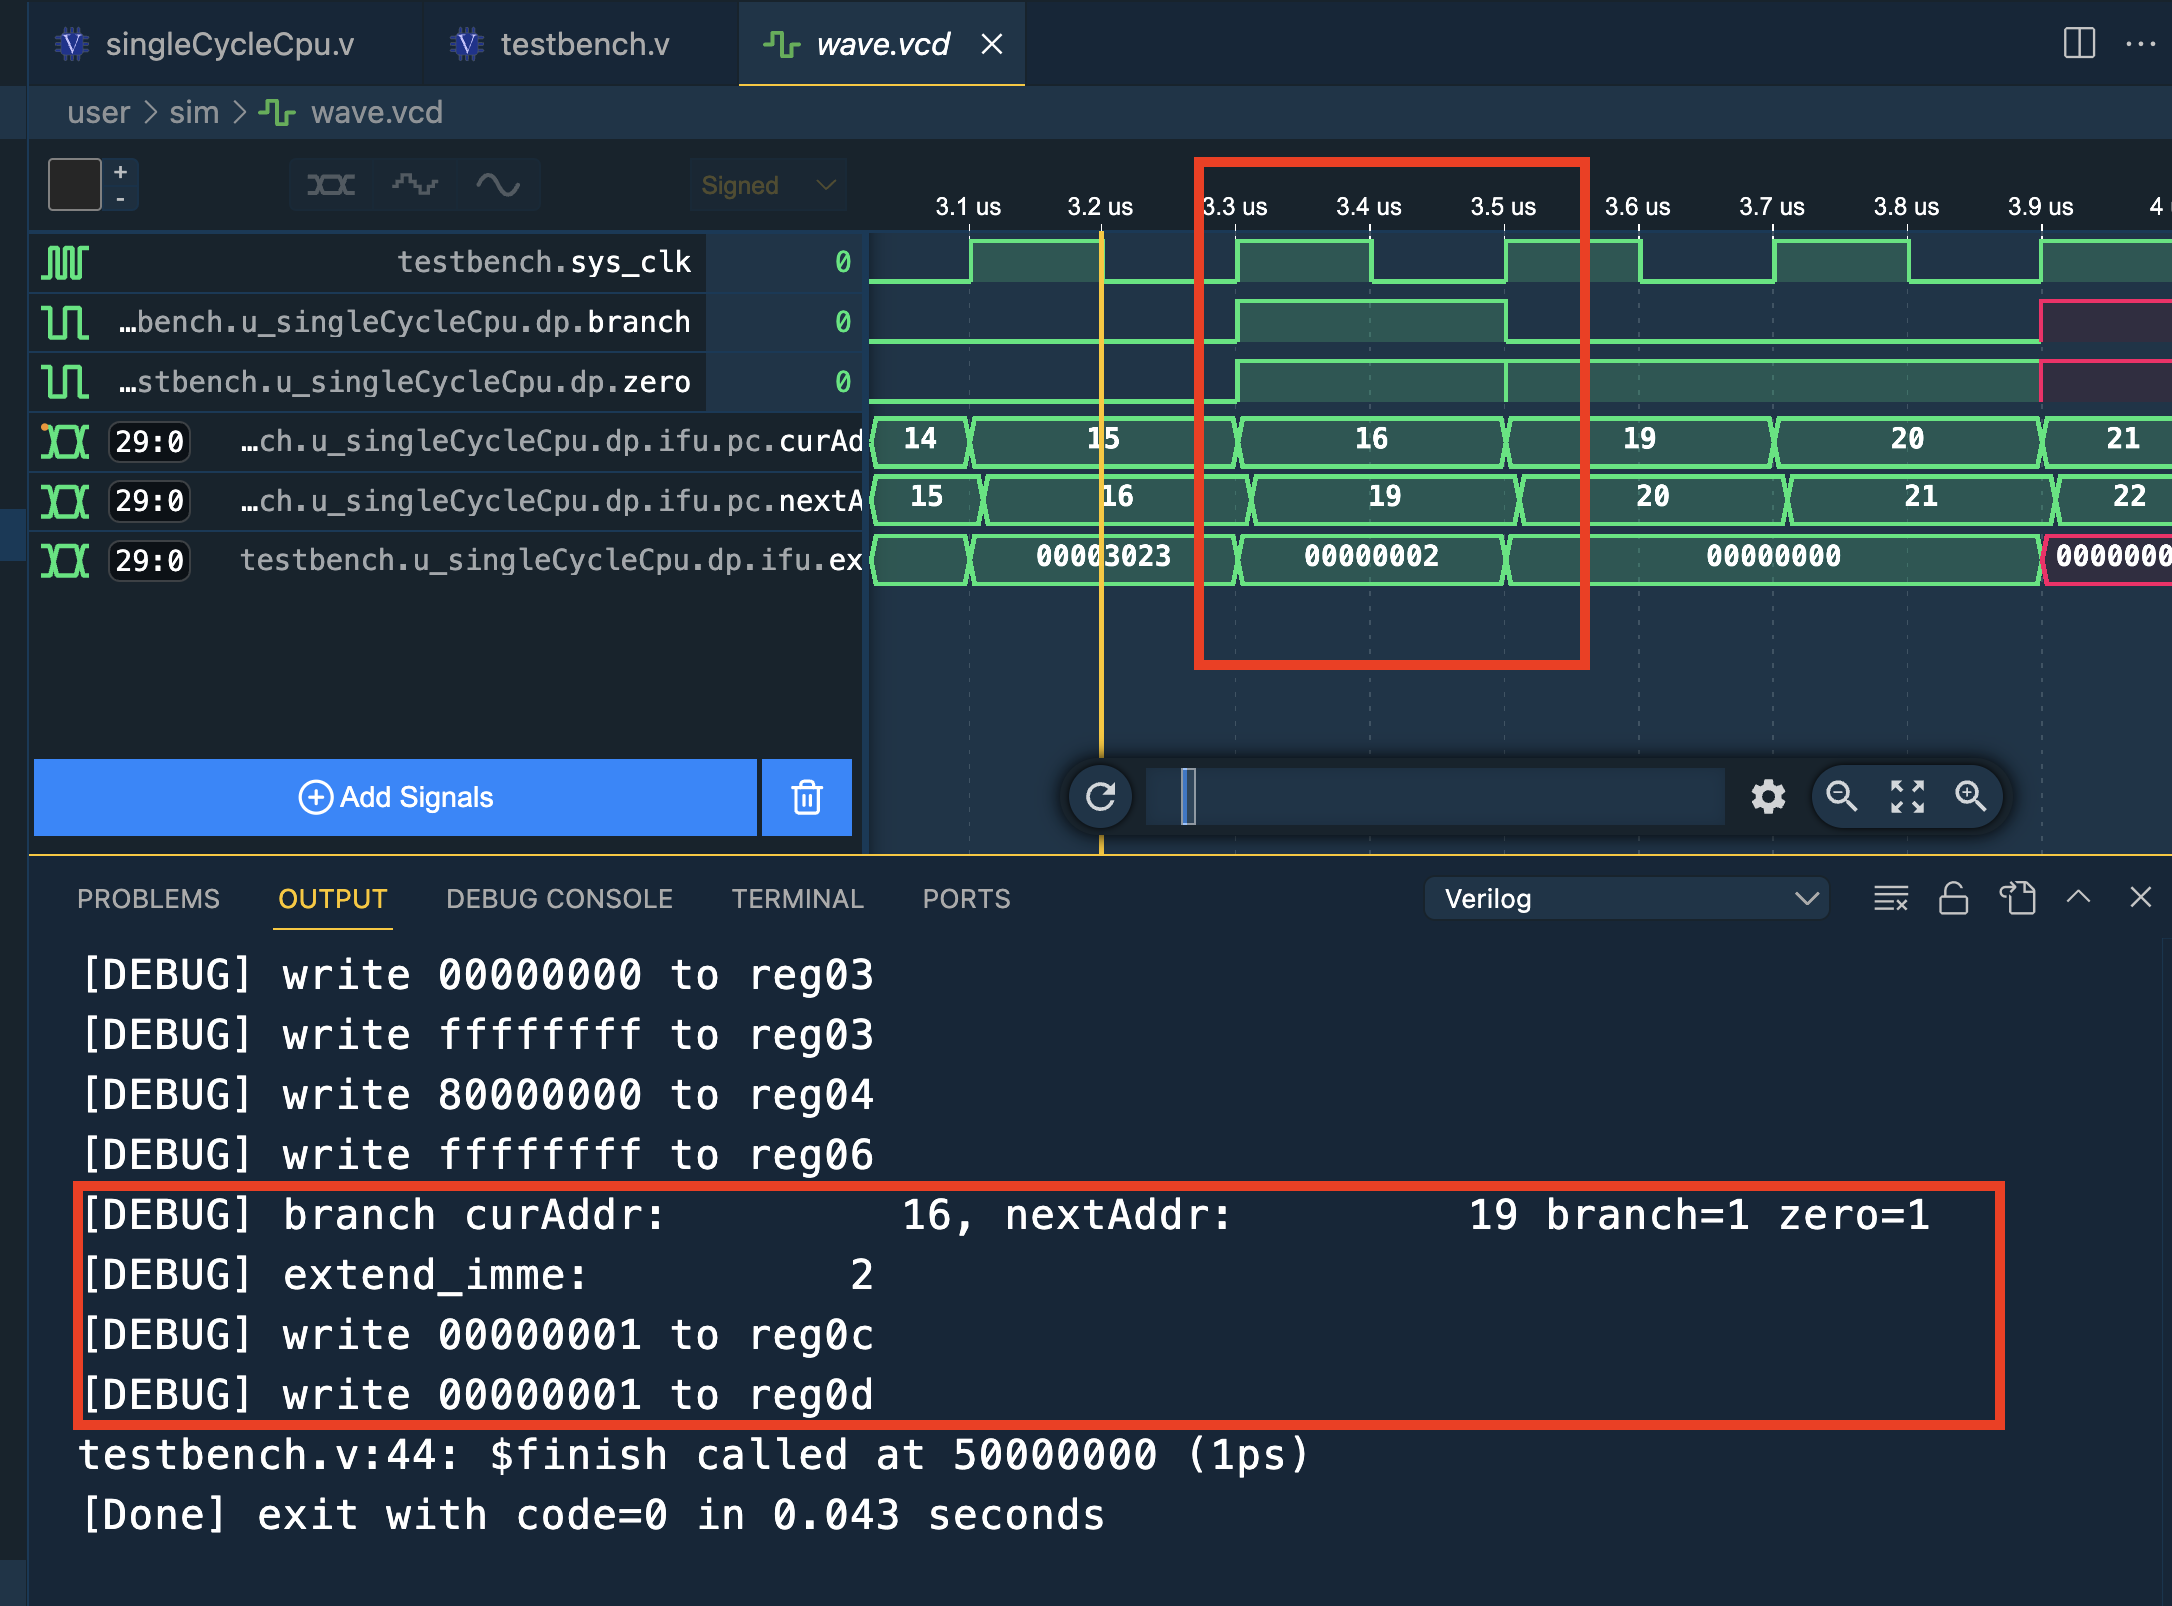 singleCycleCpu.v testbench.v wave.vcd
user > sim > wave.vcd
+
-
Signed
3.1 us 3.2 us 3.3 us 3.4 us 3.5 us 3.6 us 3.7 us 3.8 us 3.9 us 4
testbench.sys_clk 0
…bench.u_singleCycleCpu.dp.branch 0
…stbench.u_singleCycleCpu.dp.zero 0
29:0 …ch.u_singleCycleCpu.dp.ifu.pc.curAd 14 15 16 19 20 21
29:0 …ch.u_singleCycleCpu.dp.ifu.pc.nextA 15 16 19 20 21 22
29:0 testbench.u_singleCycleCpu.dp.ifu.ex 00003023 00000002 00000000 0000000
Add Signals
PROBLEMS OUTPUT DEBUG CONSOLE TERMINAL PORTS Verilog
[DEBUG] write 00000000 to reg03
[DEBUG] write ffffffff to reg03
[DEBUG] write 80000000 to reg04
[DEBUG] write ffffffff to reg06
[DEBUG] branch curAddr: 16, nextAddr: 19 branch=1 zero=1
[DEBUG] extend_imme: 2
[DEBUG] write 00000001 to reg0c
[DEBUG] write 00000001 to reg0d
testbench.v:44: $finish called at 50000000 (1ps)
[Done] exit with code=0 in 0.043 seconds